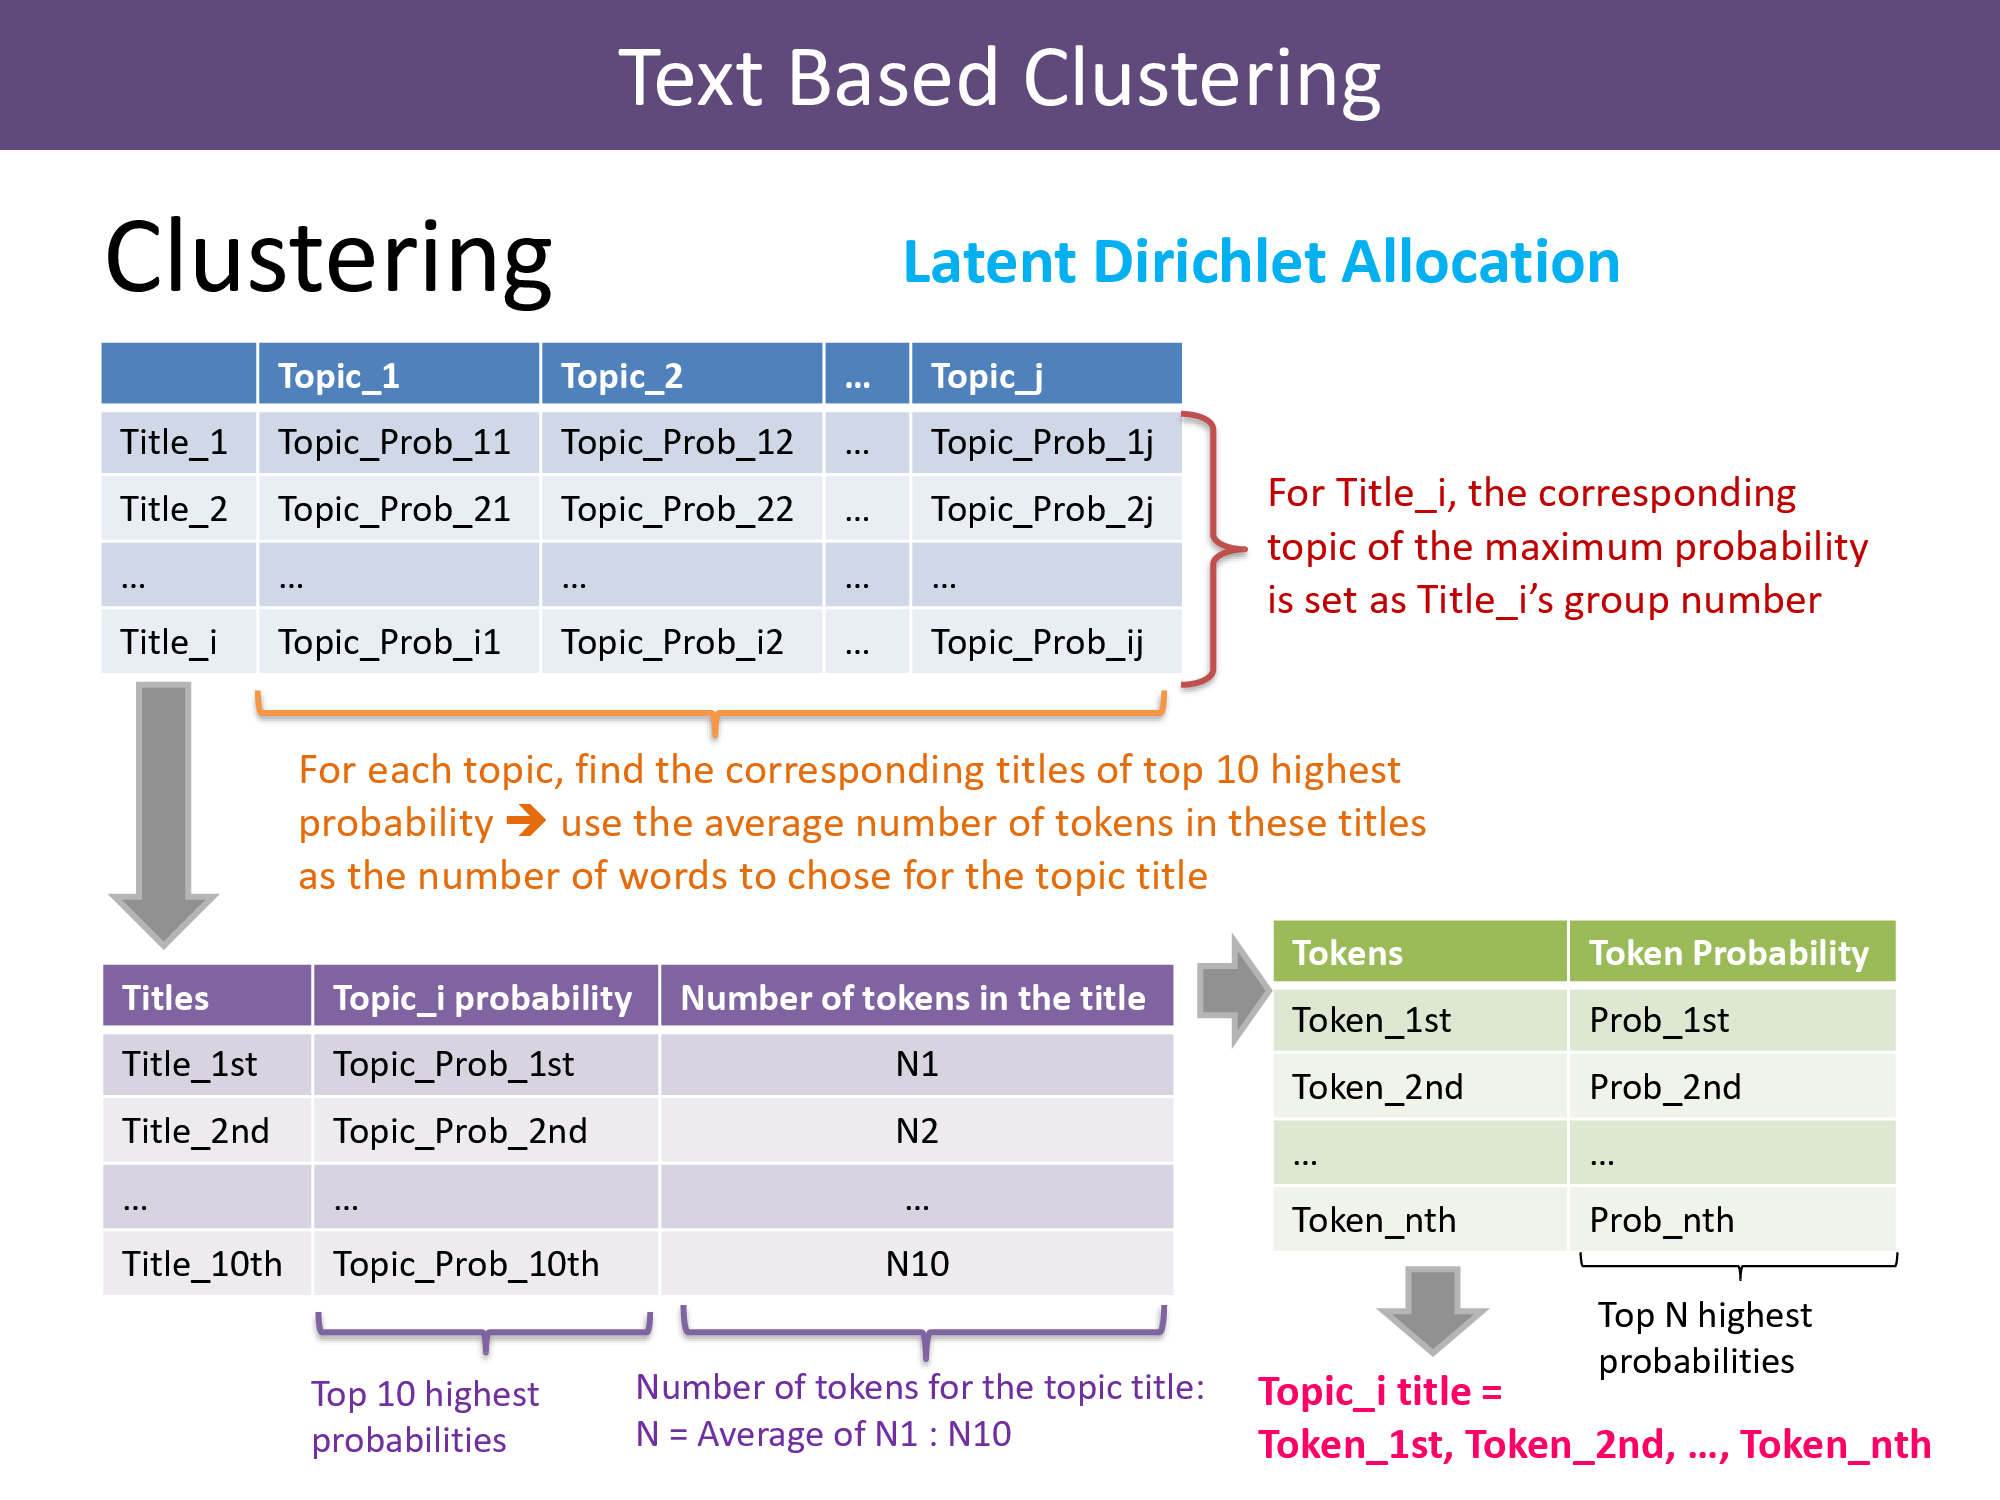 Text Based Clustering
Clustering
Latent Dirichlet Allocation
Topic_1 Topic_2 ... Topic_j
Title_1 Topic_Prob_11 Topic_Prob_12 ... Topic_Prob_1j
Title_2 Topic_Prob_21 Topic_Prob_22 ... Topic_Prob_2j
... ... ... ... ...
Title_i Topic_Prob_i1 Topic_Prob_i2 ... Topic_Prob_ij
For Title_i, the corresponding
topic of the maximum probability
is set as Title_i’s group number
For each topic, find the corresponding titles of top 10 highest
probability ➔ use the average number of tokens in these titles
as the number of words to chose for the topic title
Titles Topic_i probability Number of tokens in the title
Title_1st Topic_Prob_1st N1
Title_2nd Topic_Prob_2nd N2
... ... ...
Title_10th Topic_Prob_10th N10
Top 10 highest
probabilities
Number of tokens for the topic title:
N = Average of N1 : N10
Tokens Token Probability
Token_1st Prob_1st
Token_2nd Prob_2nd
... ...
Token_nth Prob_nth
Top N highest
probabilities
Topic_i title =
Token_1st, Token_2nd, ..., Token_nth